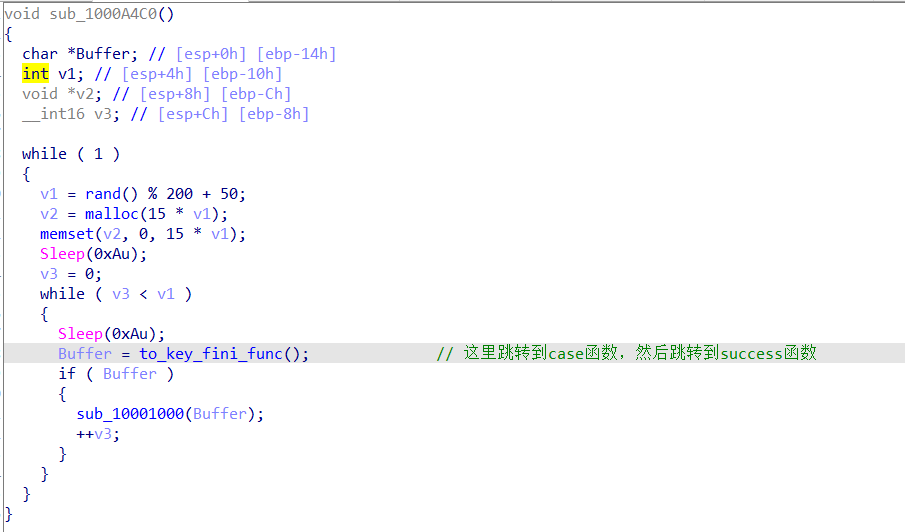 void sub_1000A4C0()
{
  char *Buffer; // [esp+0h] [ebp-14h]
  int v1; // [esp+4h] [ebp-10h]
  void *v2; // [esp+8h] [ebp-Ch]
  __int16 v3; // [esp+Ch] [ebp-8h]

  while ( 1 )
  {
    v1 = rand() % 200 + 50;
    v2 = malloc(15 * v1);
    memset(v2, 0, 15 * v1);
    Sleep(0xAu);
    v3 = 0;
    while ( v3 < v1 )
    {
      Sleep(0xAu);
      Buffer = to_key_fini_func();              // 这里跳转到case函数，然后跳转到success函数
      if ( Buffer )
      {
        sub_10001000(Buffer);
        ++v3;
      }
    }
  }
}